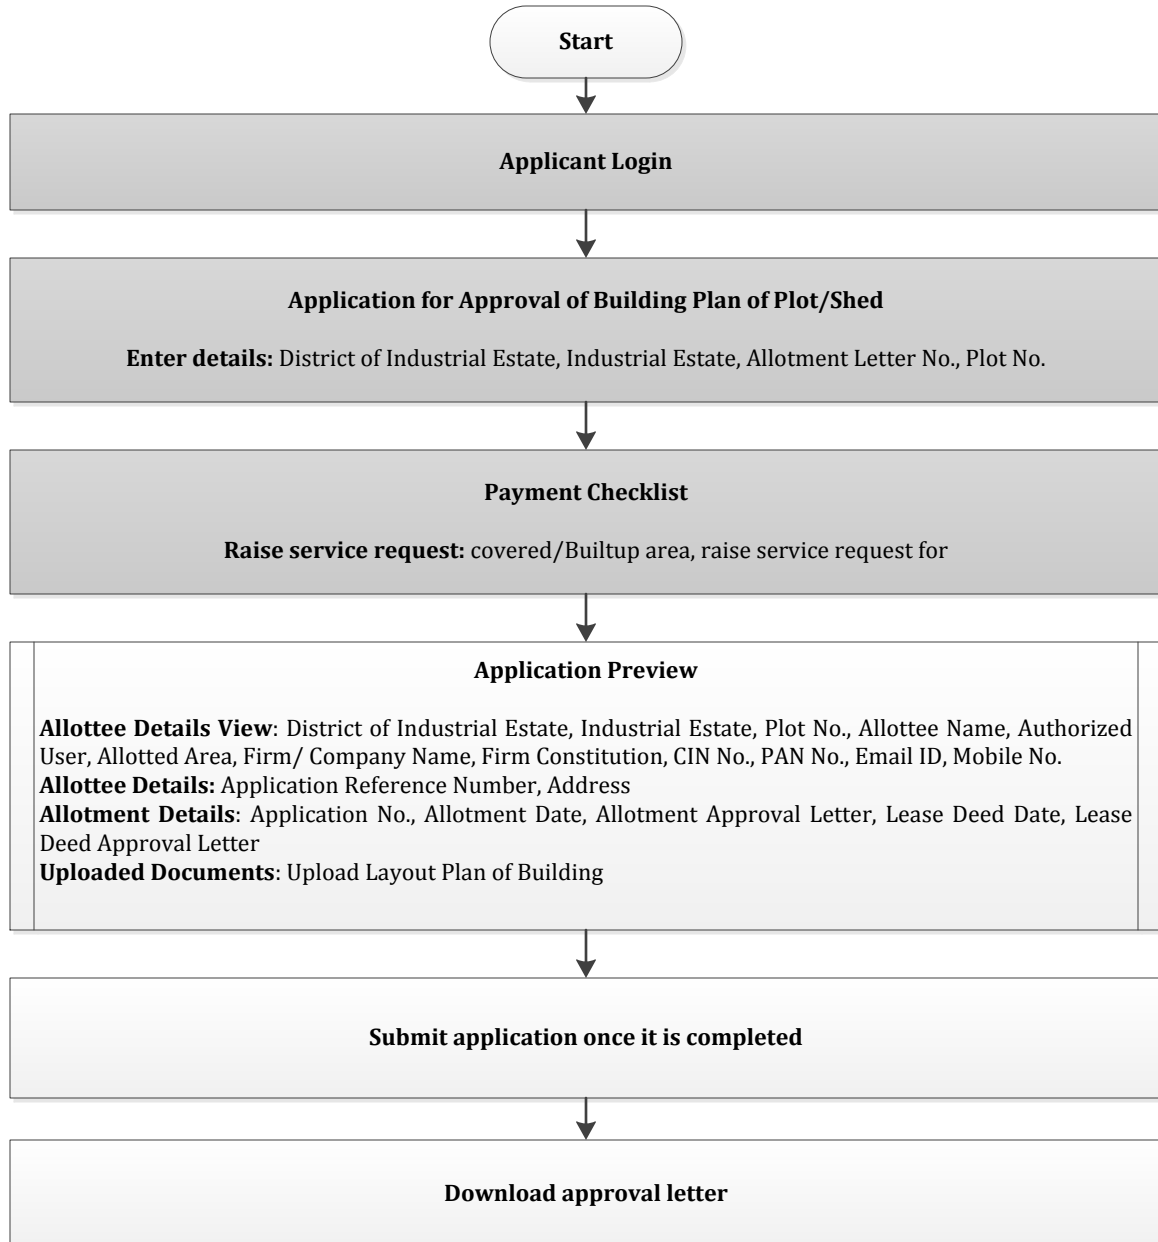 Start
Applicant Login
Application for Approval of Building Plan of Plot/Shed
Enter details: District of Industrial Estate, Industrial Estate, Allotment Letter No., Plot No.
Payment Checklist
Raise service request: covered/Builtup area, raise service request for
Application Preview
Allottee Details View: District of Industrial Estate, Industrial Estate, Plot No., Allottee Name, Authorized
User, Allotted Area, Firm/ Company Name, Firm Constitution, CIN No., PAN No., Email ID, Mobile No.
Allottee Details: Application Reference Number, Address
Allotment Details: Application No., Allotment Date, Allotment Approval Letter, Lease Deed Date, Lease
Deed Approval Letter
Uploaded Documents: Upload Layout Plan of Building
Submit application once it is completed
Download approval letter